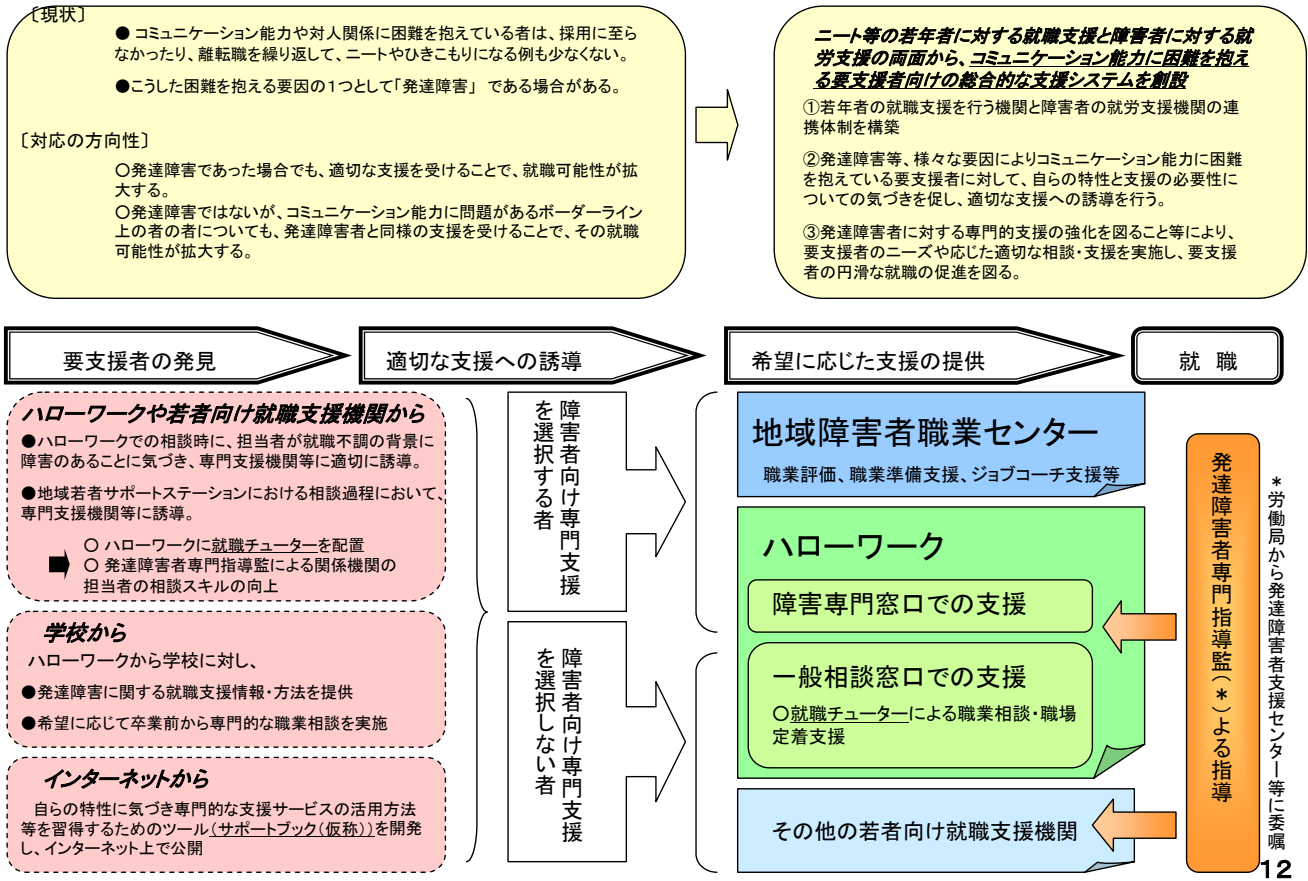 〔現状〕
● コミュニケーション能力や対人関係に困難を抱えている者は、採用に至ら
なかったり、離転職を繰り返して、ニートやひきこもりになる例も少なくない。
●こうした困難を抱える要因の１つとして「発達障害」 である場合がある。
〔対応の方向性〕
○発達障害であった場合でも、適切な支援を受けることで、就職可能性が拡
大する。
○発達障害ではないが、コミュニケーション能力に問題があるボーダーライン
上の者の者についても、発達障害者と同様の支援を受けることで、その就職
可能性が拡大する。
ニート等の若年者に対する就職支援と障害者に対する就
労支援の両面から、コミュニケーション能力に困難を抱え
る要支援者向けの総合的な支援システムを創設
①若年者の就職支援を行う機関と障害者の就労支援機関の連
携体制を構築
②発達障害等、様々な要因によりコミュニケーション能力に困難
を抱えている要支援者に対して、自らの特性と支援の必要性に
ついての気づきを促し、適切な支援への誘導を行う。
③発達障害者に対する専門的支援の強化を図ること等により、
要支援者のニーズや応じた適切な相談・支援を実施し、要支援
者の円滑な就職の促進を図る。
要支援者の発見
適切な支援への誘導
希望に応じた支援の提供
就 職
ハローワークや若者向け就職支援機関から
●ハローワークでの相談時に、担当者が就職不調の背景に
障害のあることに気づき、専門支援機関等に適切に誘導。
●地域若者サポートステーションにおける相談過程において、
専門支援機関等に誘導。
○ ハローワークに就職チューターを配置
○ 発達障害者専門指導監による関係機関の
担当者の相談スキルの向上
学校から
ハローワークから学校に対し、
●発達障害に関する就職支援情報・方法を提供
●希望に応じて卒業前から専門的な職業相談を実施
インターネットから
自らの特性に気づき専門的な支援サービスの活用方法
等を習得するためのツール(サポートブック(仮称))を開発
し、インターネット上で公開
障害者向け専門支援
を選択する者
障害者向け専門支援
を選択しない者
地域障害者職業センター
職業評価、職業準備支援、ジョブコーチ支援等
ハローワーク
障害専門窓口での支援
一般相談窓口での支援
○就職チューターによる職業相談・職場
定着支援
その他の若者向け就職支援機関
発達障害者専門指導監(＊)よる指導
＊労働局から発達障害者支援センター等に委嘱
12